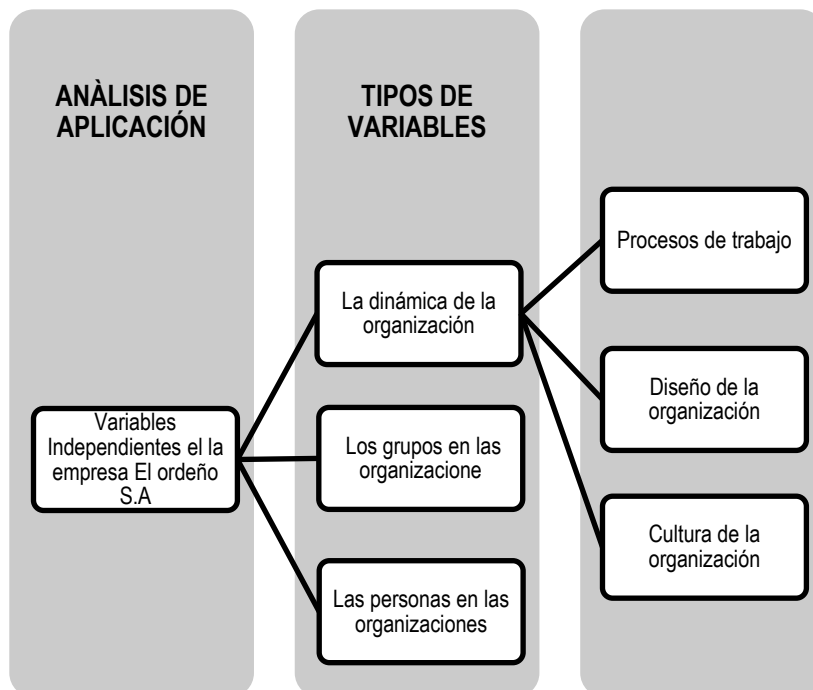 ANÀLISIS DE
APLICACIÓN
TIPOS DE
VARIABLES
Variables
Independientes el la
empresa El ordeño
S.A
La dinámica de la
organización
Los grupos en las
organizacione
Las personas en las
organizaciones
Procesos de trabajo
Diseño de la
organización
Cultura de la
organización